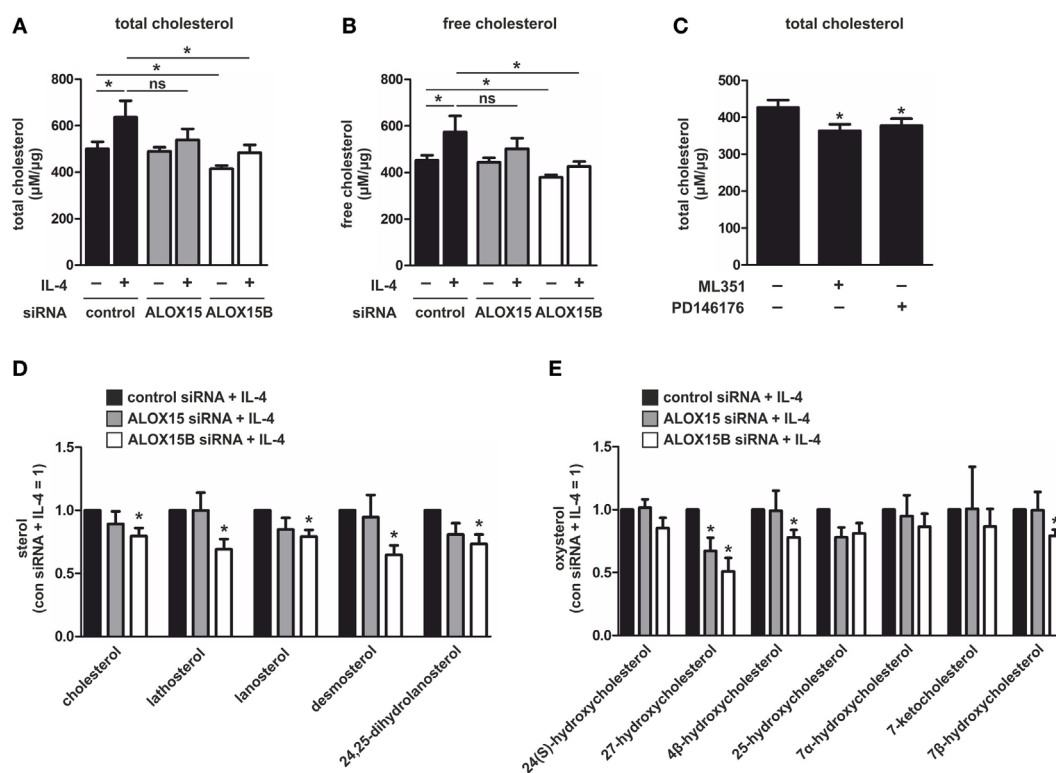 A
total cholesterol
*
*
*
ns
800
600
400
200
0
total cholesterol
(µM/µg)
IL-4
– + – + – +
siRNA
control ALOX15 ALOX15B
B
free cholesterol
*
*
*
ns
800
600
400
200
0
free cholesterol
(µM/µg)
IL-4
– + – + – +
siRNA
control ALOX15 ALOX15B
C
total cholesterol
500
400
300
200
100
0
total cholesterol
(µM/µg)
* *
ML351 – + –
PD146176 – – +
D
control siRNA + IL-4
ALOX15 siRNA + IL-4
ALOX15B siRNA + IL-4
1.5
1.0
0.5
0.0
sterol
(con siRNA + IL-4 = 1)
* * * * *
cholesterol
lathosterol
lanosterol
desmosterol
24,25-dihydrolanosterol
E
control siRNA + IL-4
ALOX15 siRNA + IL-4
ALOX15B siRNA + IL-4
1.5
1.0
0.5
0.0
oxysterol
(con siRNA + IL-4 = 1)
* * * *
24(S)-hydroxycholesterol
27-hydroxycholesterol
4β-hydroxycholesterol
25-hydroxycholesterol
7α-hydroxycholesterol
7-ketocholesterol
7β-hydroxycholesterol